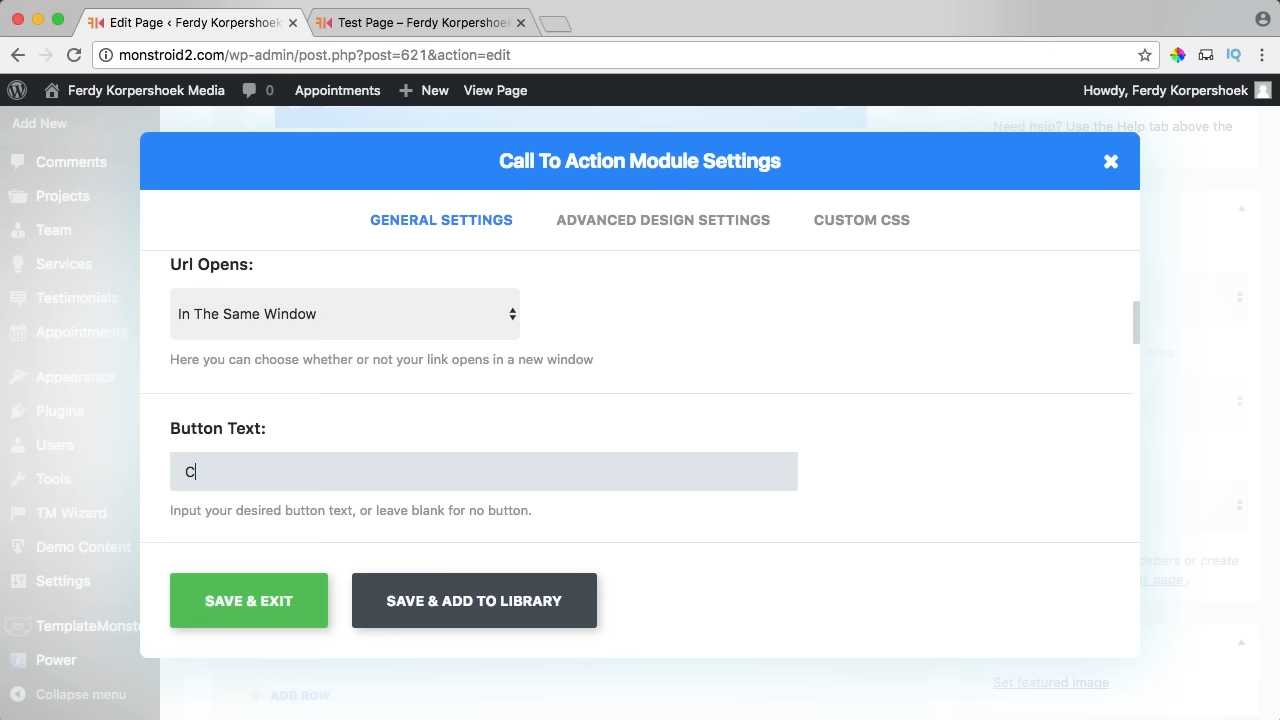 Edit Page ‹ Ferdy Korpershoek
Test Page – Ferdy Korpershoek
monstroid2.com/wp-admin/post.php?post=621&action=edit
Ferdy Korpershoek Media
0
Appointments
New
View Page
Howdy, Ferdy Korpershoek
Add New
Comments
Projects
Team
Services
Testimonials
Appointments
Appearance
Plugins
Users
Tools
TM Wizard
Demo Content
Settings
TemplateMonste
Power
Collapse menu
Need help? Use the Help tab above the
Call To Action Module Settings
GENERAL SETTINGS
ADVANCED DESIGN SETTINGS
CUSTOM CSS
Url Opens:
In The Same Window
Here you can choose whether or not your link opens in a new window
Button Text:
C
Input your desired button text, or leave blank for no button.
SAVE & EXIT
SAVE & ADD TO LIBRARY
debars or create
s page .
ADD ROW
Set featured image